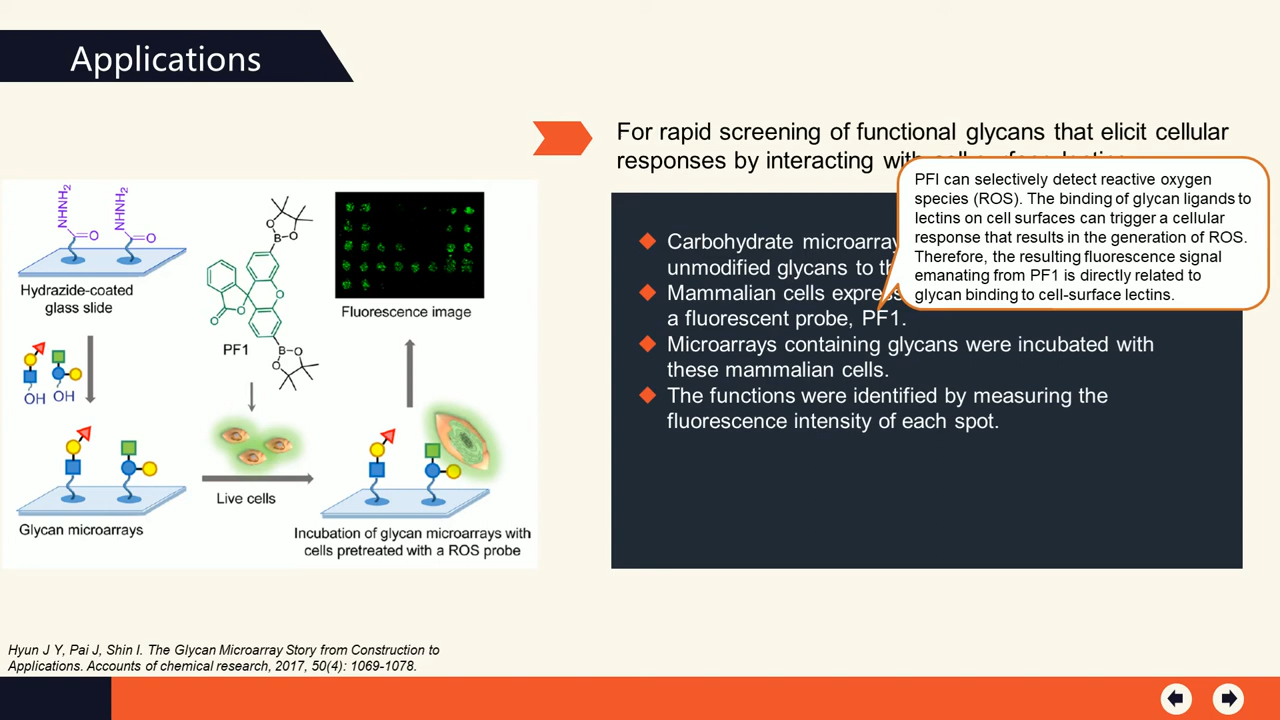 Applications
For rapid screening of functional glycans that elicit cellular
responses by interacting with
PFI can selectively detect reactive oxygen
species (ROS). The binding of glycan ligands to
lectins on cell surfaces can trigger a cellular
response that results in the generation of ROS.
Therefore, the resulting fluorescence signal
emanating from PF1 is directly related to
glycan binding to cell-surface lectins.
Carbohydrate microarray
unmodified glycans to
Mammalian cells
a fluorescent probe, PF1.
Microarrays containing glycans were incubated with
these mammalian cells.
The functions were identified by measuring the
fluorescence intensity of each spot.
NHNH2
NHNH2
O
O
Hydrazide-coated
glass slide
OH
OH
Glycan microarrays
O
O
B
O
O
O
B
O
O
PF1
Live cells
Fluorescence image
Incubation of glycan microarrays with
cells pretreated with a ROS probe
Hyun J Y, Pai J, Shin I. The Glycan Microarray Story from Construction to
Applications. Accounts of chemical research, 2017, 50(4): 1069-1078.